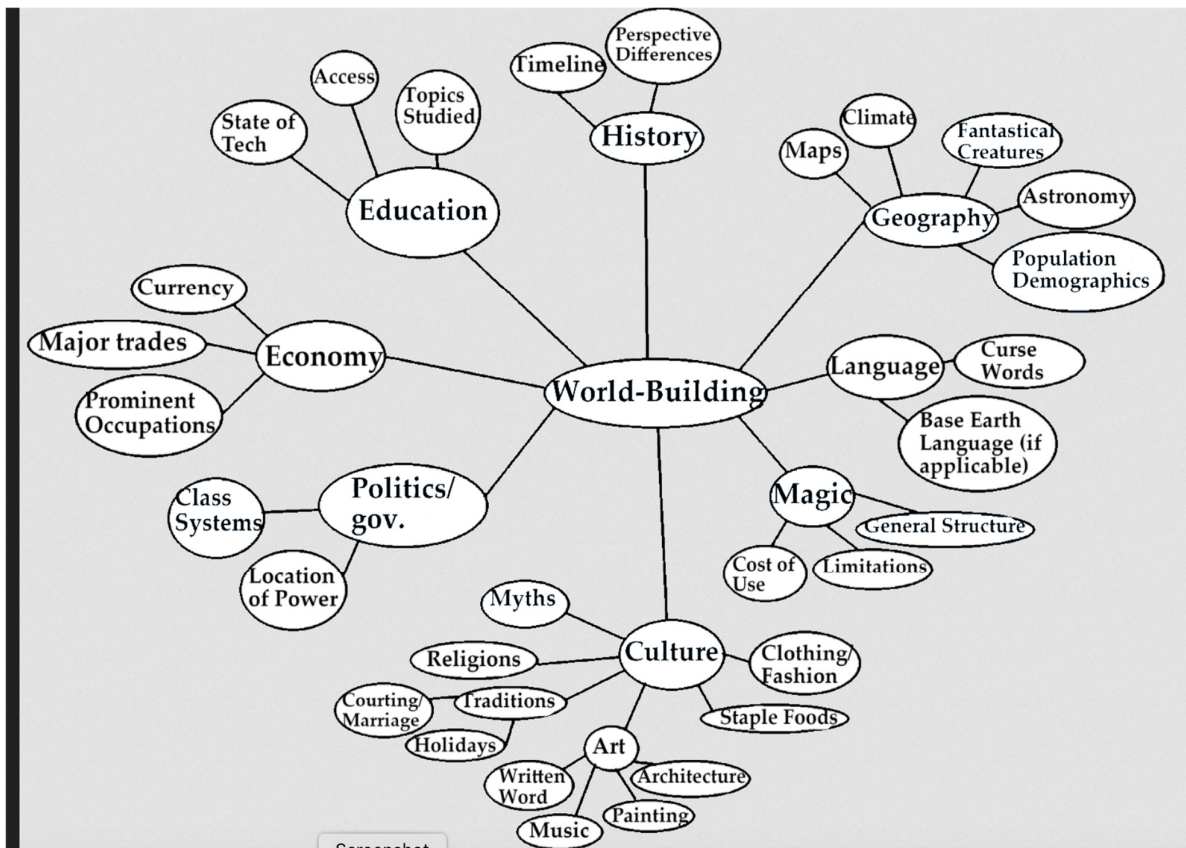 Perspective
Differences
Timeline
History
Access
Topics
Studied
State of
Tech
Education
Climate
Fantastical
Creatures
Maps
Astronomy
Geography
Population
Demographics
Currency
Major trades
Economy
Prominent
Occupations
World-Building
Language
Curse
Words
Base Earth
Language (if
applicable)
Politics/
gov.
Class
Systems
Location
of Power
Magic
General Structure
Limitations
Cost of
Use
Culture
Myths
Religions
Traditions
Courting/
Marriage
Holidays
Clothing/
Fashion
Staple Foods
Art
Written
Word
Music
Painting
Architecture
Screenshot